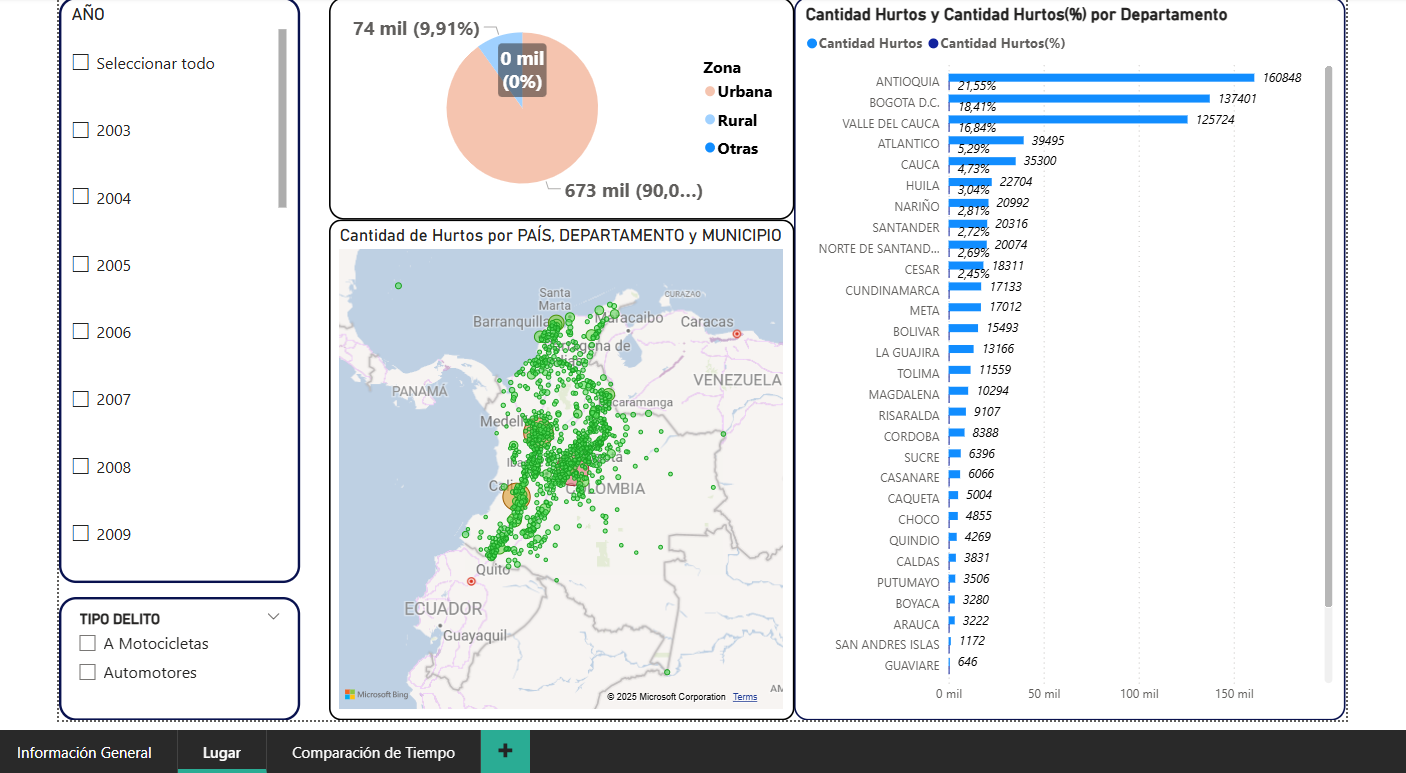 AÑO
Seleccionar todo
2003
2004
2005
2006
2007
2008
2009
TIPO DELITO
A Motocicletas
Automotores
74 mil (9,91%)
0 mil
(0%)
673 mil (90,0...)
Zona
Urbana
Rural
Otras
Cantidad de Hurtos por PAÍS, DEPARTAMENTO y MUNICIPIO
Santa
Marta
CURAZAO
Barranquilla
Maracaibo
Caracas
gena de
PANAMÁ
VENEZUELA
caramanga
Medel
Iba
Cali
COLOMBIA
Quito
ECUADOR
Guayaquil
AM
Microsoft Bing
© 2025 Microsoft Corporation Terms
Cantidad Hurtos y Cantidad Hurtos(%) por Departamento
Cantidad Hurtos Cantidad Hurtos(%)
ANTIOQUIA 160848
21,55%
BOGOTA D.C. 137401
18,41%
VALLE DEL CAUCA 125724
16,84%
ATLANTICO 39495
5,29%
CAUCA 35300
4,73%
HUILA 22704
3,04%
NARIÑO 20992
2,81%
SANTANDER 20316
2,72%
NORTE DE SANTAND... 20074
2,69%
CESAR 18311
2,45%
CUNDINAMARCA 17133
META 17012
BOLIVAR 15493
LA GUAJIRA 13166
TOLIMA 11559
MAGDALENA 10294
RISARALDA 9107
CORDOBA 8388
SUCRE 6396
CASANARE 6066
CAQUETA 5004
CHOCO 4855
QUINDIO 4269
CALDAS 3831
PUTUMAYO 3506
BOYACA 3280
ARAUCA 3222
SAN ANDRES ISLAS 1172
GUAVIARE 646
0 mil 50 mil 100 mil 150 mil
Información General Lugar Comparación de Tiempo +